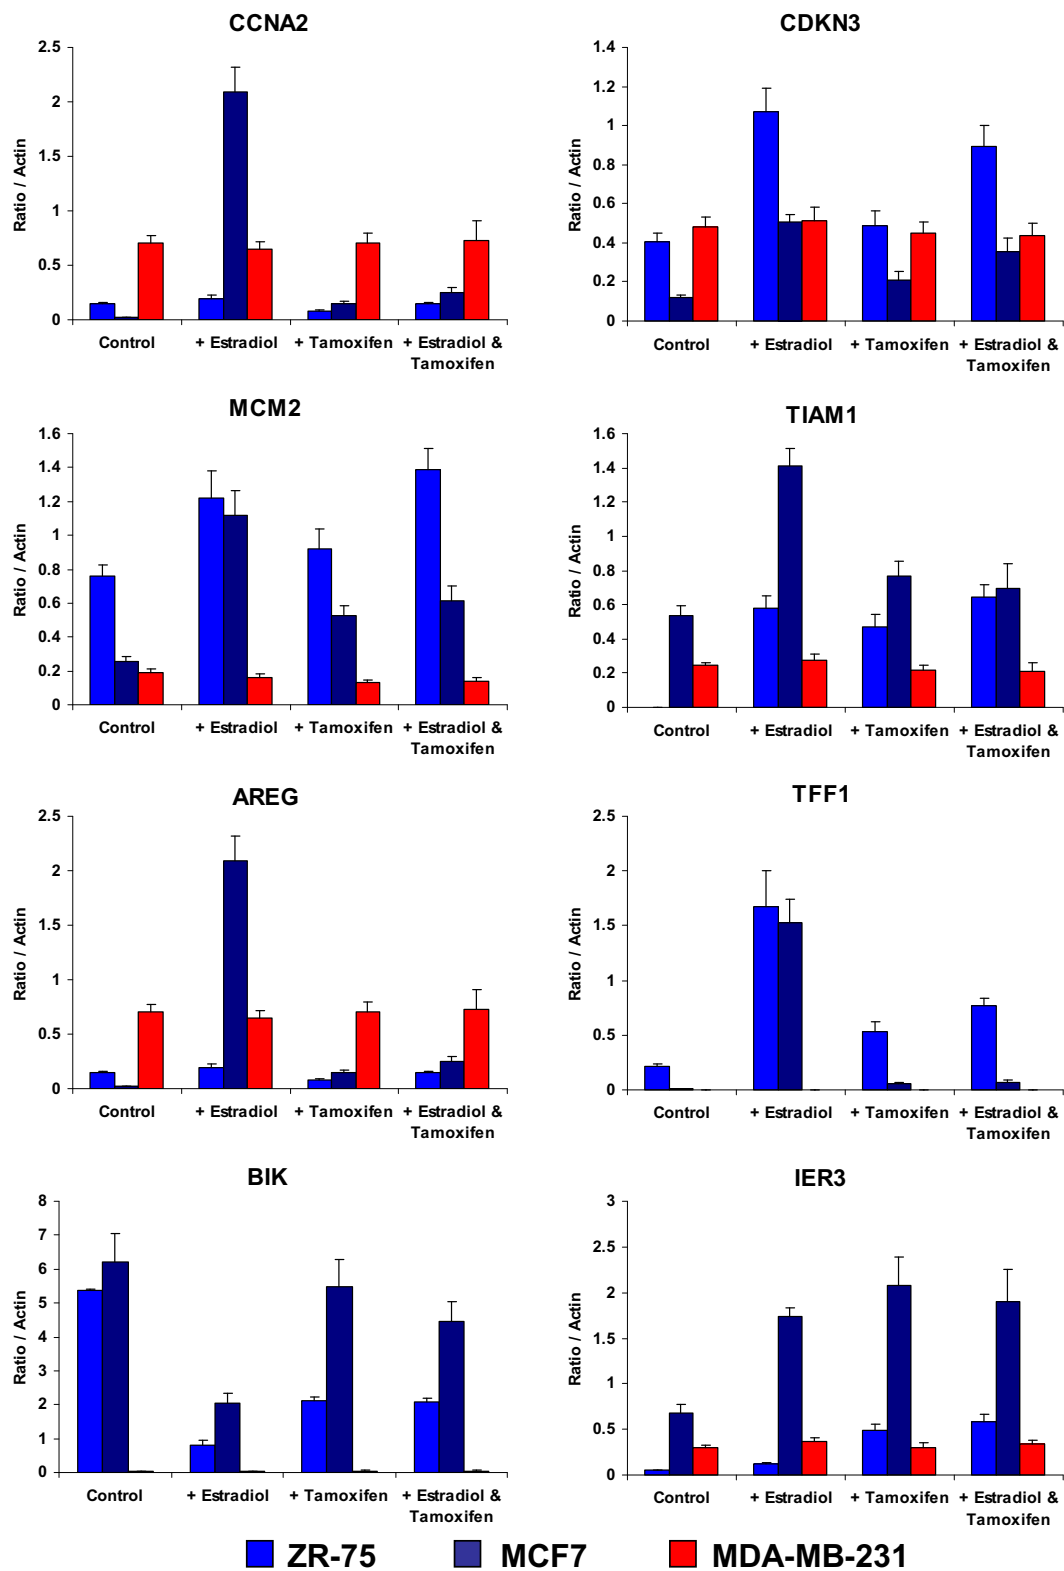 CCNA2
2.5
2
1.5
1
0.5
0
Ratio / Actin
Control
+ Estradiol
+ Tamoxifen
+ Estradiol &
Tamoxifen
CDKN3
1.4
1.2
1
0.8
0.6
0.4
0.2
0
Ratio / Actin
Control
+ Estradiol
+ Tamoxifen
+ Estradiol &
Tamoxifen
MCM2
1.6
1.4
1.2
1
0.8
0.6
0.4
0.2
0
Ratio / Actin
Control
+ Estradiol
+ Tamoxifen
+ Estradiol &
Tamoxifen
TIAM1
1.6
1.4
1.2
1
0.8
0.6
0.4
0.2
0
Ratio / Actin
Control
+ Estradiol
+ Tamoxifen
+ Estradiol &
Tamoxifen
AREG
2.5
2
1.5
1
0.5
0
Ratio / Actin
Control
+ Estradiol
+ Tamoxifen
+ Estradiol &
Tamoxifen
TFF1
2.5
2
1.5
1
0.5
0
Ratio / Actin
Control
+ Estradiol
+ Tamoxifen
+ Estradiol &
Tamoxifen
BIK
8
7
6
5
4
3
2
1
0
Ratio / Actin
Control
+ Estradiol
+ Tamoxifen
+ Estradiol &
Tamoxifen
IER3
3
2.5
2
1.5
1
0.5
0
Ratio / Actin
Control
+ Estradiol
+ Tamoxifen
+ Estradiol &
Tamoxifen
ZR-75 MCF7 MDA-MB-231